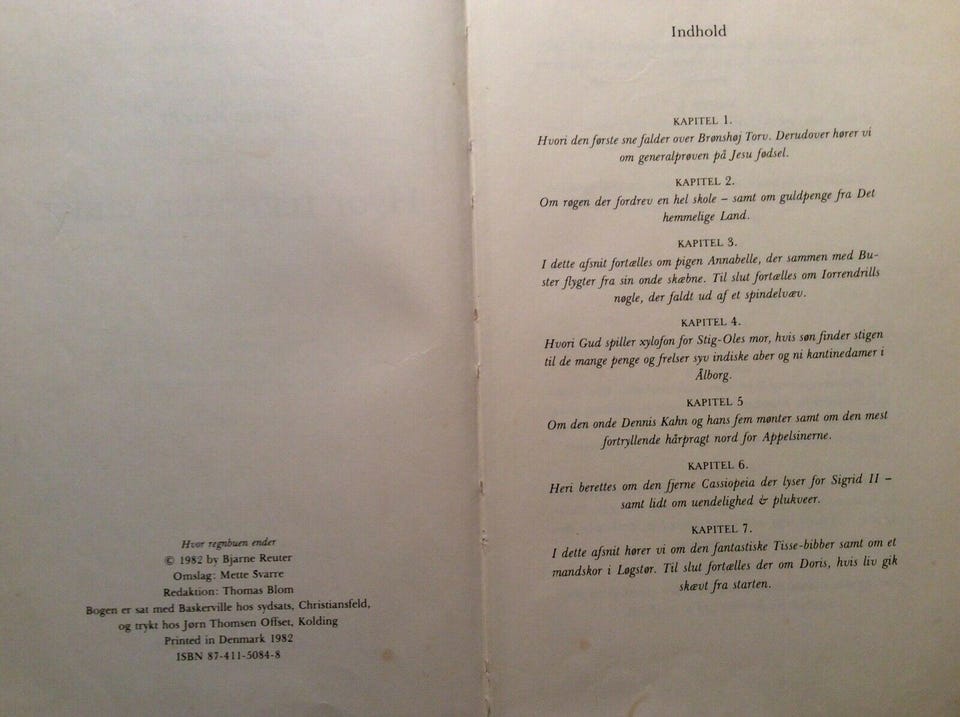 Hvor regnbuen ender
© 1982 by Bjarne Reuter
Omslag: Mette Svarre
Redaktion: Thomas Blom
Bogen er sat med Baskerville hos sydsats, Christiansfeld,
og trykt hos Jørn Thomsen Offset, Kolding
Printed in Denmark 1982
ISBN 87-411-5084-8
Indhold
KAPITEL 1.
Hvori den første sne falder over Brønshøj Torv. Derudover hører vi
om generalprøven på Jesu fødsel.
KAPITEL 2.
Om røgen der fordrev en hel skole – samt om guldpenge fra Det
hemmelige Land.
KAPITEL 3.
I dette afsnit fortælles om pigen Annabelle, der sammen med Bu-
ster flygter fra sin onde skæbne. Til slut fortælles om Iorrendrills
nøgle, der faldt ud af et spindelvæv.
KAPITEL 4.
Hvori Gud spiller xylofon for Stig-Oles mor, hvis søn finder stigen
til de mange penge og frelser syv indiske aber og ni kantinedamer i
Ålborg.
KAPITEL 5
Om den onde Dennis Kahn og hans fem mønter samt om den mest
fortryllende hårpragt nord for Appelsinerne.
KAPITEL 6.
Heri berettes om den fjerne Cassiopeia der lyser for Sigrid II –
samt lidt om uendelighed & plukveer.
KAPITEL 7.
I dette afsnit hører vi om den fantastiske Tisse-bibber samt om et
mandskor i Løgstør. Til slut fortælles der om Doris, hvis liv gik
skævt fra starten.